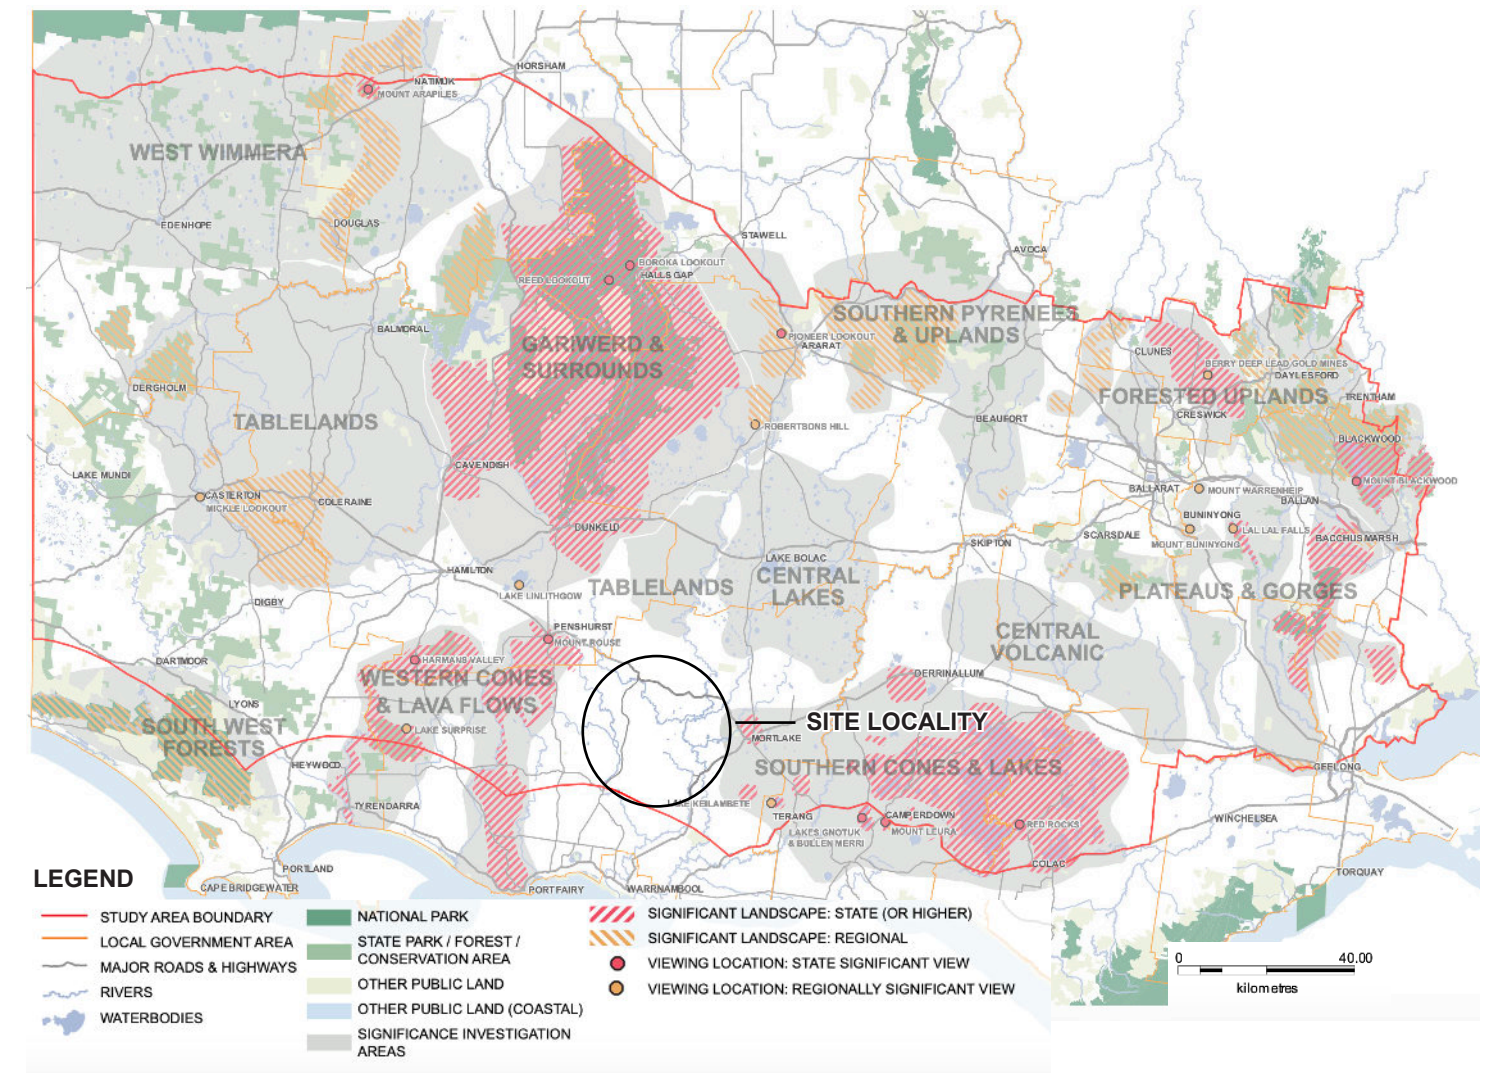 HORSHAM
NATIMUK
MOUNT ARAPILES
WEST WIMMERA
EDENHOPE
DOUGLAS
STAWELL
AVOCA
BOROKA LOOKOUT
HALLS GAP
REED LOOKOUT
BALMORAL
GARIWERD &
SURROUNDS
PIONEER LOOKOUT
ARARAT
SOUTHERN PYRENEES
& UPLANDS
CLUNES
BERRY DEEP LEAD GOLD MINES
DAYLESFORD
FORESTED UPLANDS
TRENTHAM
CRESWICK
DERGHOLM
TABLELANDS
BEAUFORT
ROBERTSONS HILL
BLACKWOOD
CAVENDISH
LAKE MUNDI
MOUNT BLACKWOOD
CASTERTON
MICKLE LOOKOUT
COLERAINE
BALLARAT
MOUNT WARRENHEIP
BALLAN
BUNINYONG
LAL LAL FALLS
MOUNT BUNINYONG
SCARSDALE
BACCHUS MARSH
DUNKELD
SKIPTON
LAKE BOLAC
CENTRAL
LAKES
HAMILTON
LAKE LINLITHGOW
TABLELANDS
PLATEAUS & GORGES
DIGBY
PENSHURST
MOUNT ROUSE
CENTRAL
VOLCANIC
DARTMOOR
HARMANS VALLEY
WESTERN CONES
& LAVA FLOWS
DERRINALLUM
LYONS
SOUTH WEST
FORESTS
LAKE SURPRISE
SITE LOCALITY
MORTLAKE
HEYWOOD
SOUTHERN CONES & LAKES
GEELONG
TYRENDARRA
LAKE KEILAMBETE
TERANG
CAMPERDOWN
LAKES GNOTUK
& BULLEN MERRI
MOUNT LEURA
RED ROCKS
WINCHELSEA
COLAC
TORQUAY
PORTLAND
CAPE BRIDGEWATER
PORT FAIRY
WARRNAMBOOL
LEGEND
STUDY AREA BOUNDARY
LOCAL GOVERNMENT AREA
MAJOR ROADS & HIGHWAYS
RIVERS
WATERBODIES
NATIONAL PARK
STATE PARK / FOREST /
CONSERVATION AREA
OTHER PUBLIC LAND
OTHER PUBLIC LAND (COASTAL)
SIGNIFICANCE INVESTIGATION
AREAS
SIGNIFICANT LANDSCAPE: STATE (OR HIGHER)
SIGNIFICANT LANDSCAPE: REGIONAL
VIEWING LOCATION: STATE SIGNIFICANT VIEW
VIEWING LOCATION: REGIONALLY SIGNIFICANT VIEW
0 40.00
kilometres